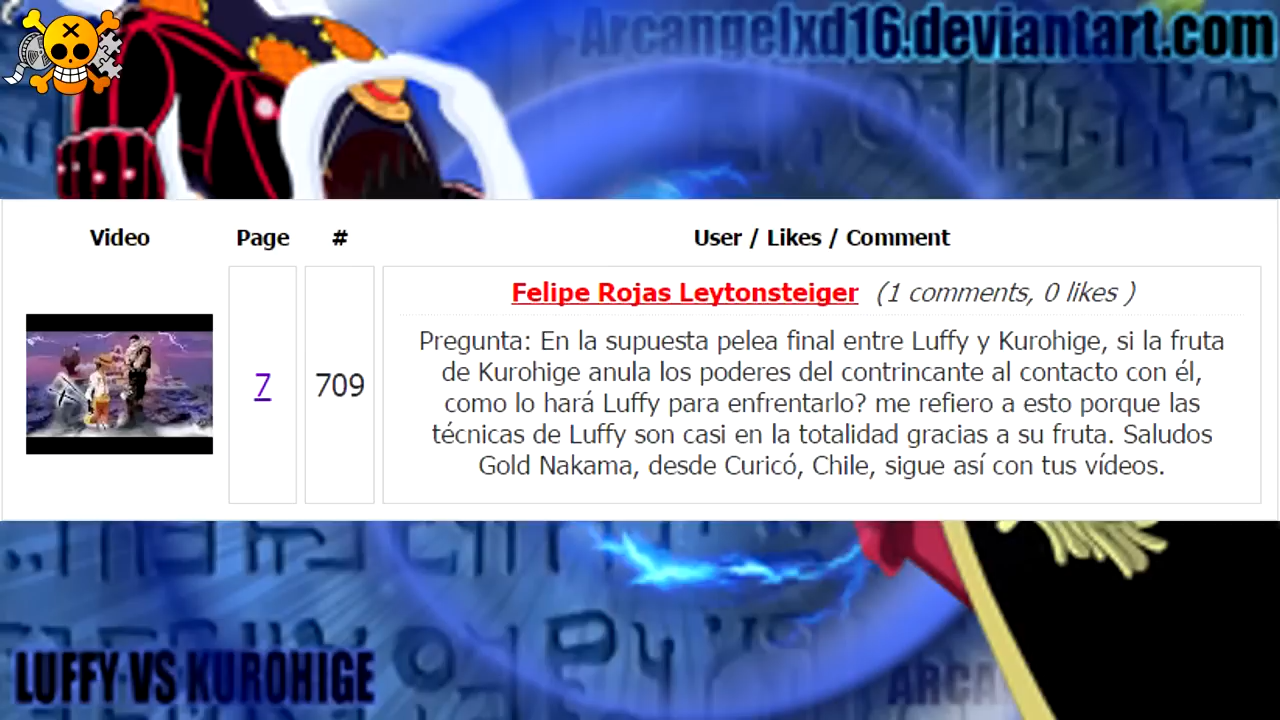 Arcangelxd16.deviantart.com
Video Page # User / Likes / Comment
Felipe Rojas Leytonsteiger (1 comments, 0 likes )
7 709
Pregunta: En la supuesta pelea final entre Luffy y Kurohige, si la fruta
de Kurohige anula los poderes del contrincante al contacto con él,
como lo hará Luffy para enfrentarlo? me refiero a esto porque las
técnicas de Luffy son casi en la totalidad gracias a su fruta. Saludos
Gold Nakama, desde Curicó, Chile, sigue así con tus vídeos.
LUFFY VS KUROHIGE